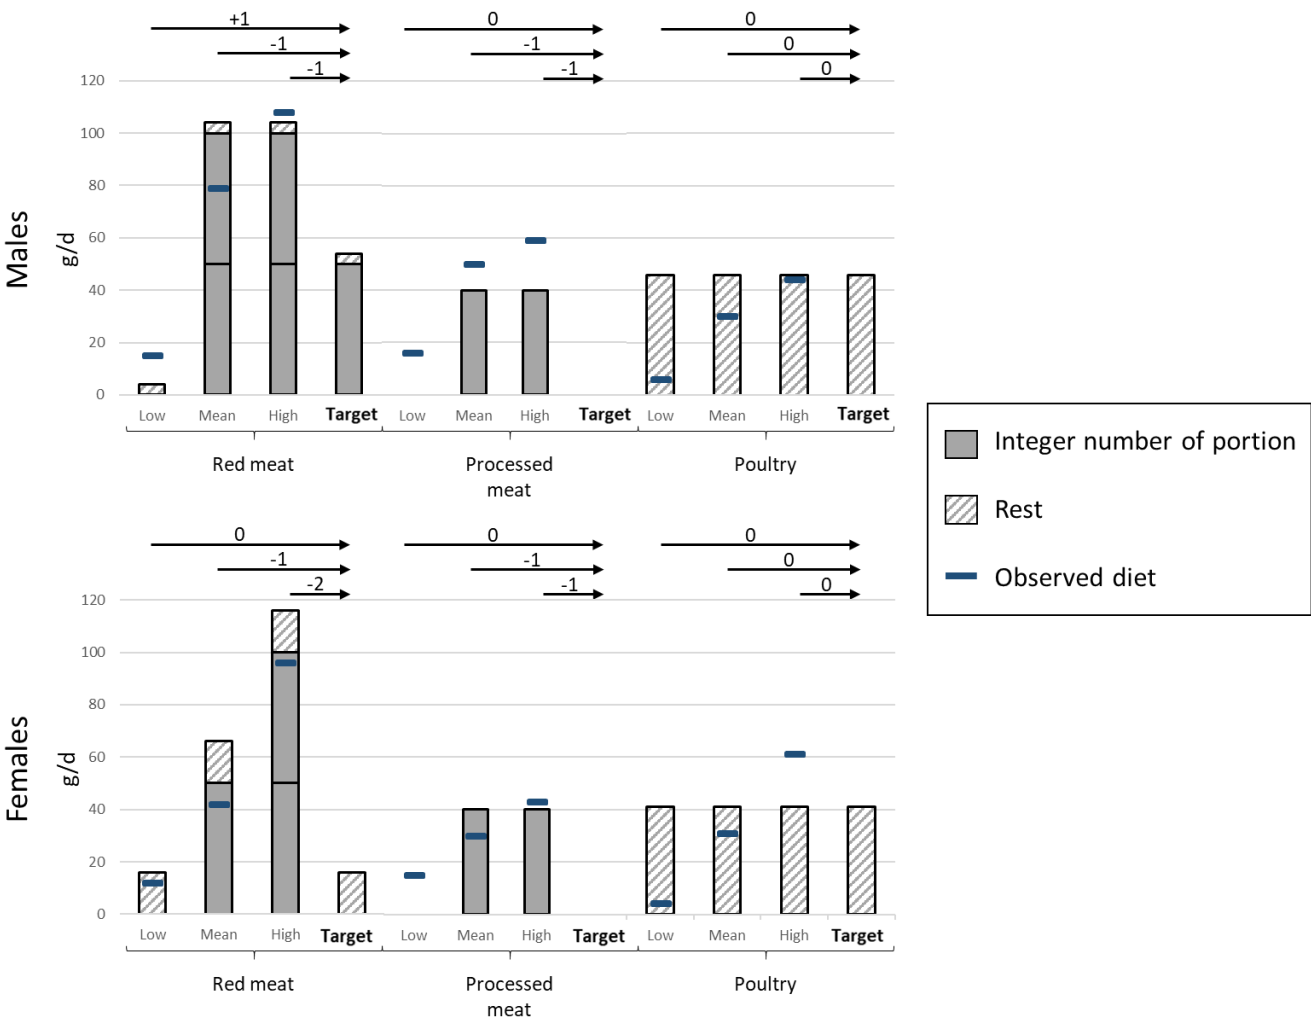 +1 0 0
-1 -1 0
-1 -1 0
Males
g/d
120
100
80
60
40
20
0
Low Mean High Target Low Mean High Target Low Mean High Target
Red meat Processed meat Poultry
Integer number of portion
Rest
Observed diet
0 0 0
-1 -1 0
-2 -1 0
Females
g/d
120
100
80
60
40
20
0
Low Mean High Target Low Mean High Target Low Mean High Target
Red meat Processed meat Poultry